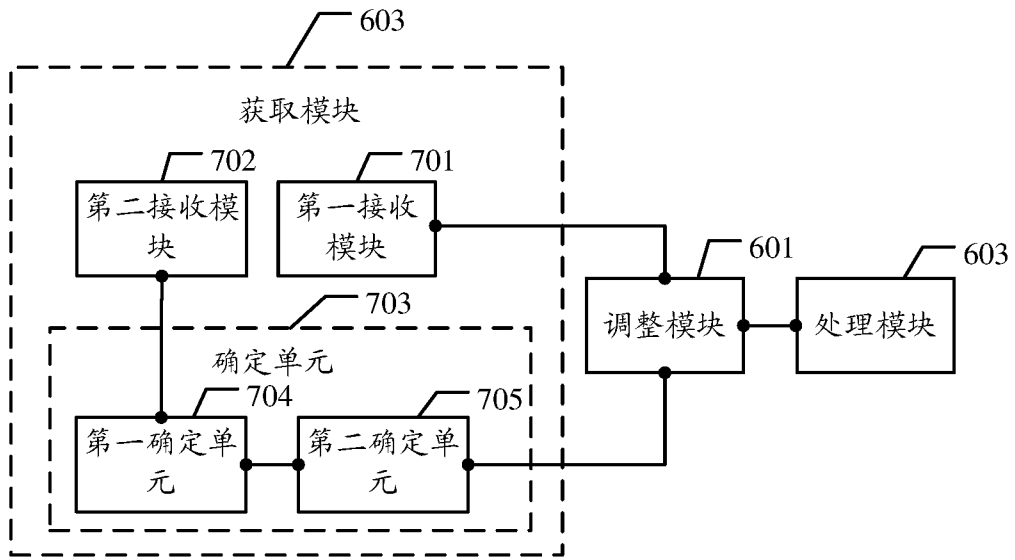 603
获取模块
702
701
第二接收模
块
第一接收
模块
601
603
调整模块
处理模块
703
确定单元
704
705
第一确定单
元
第二确定单
元